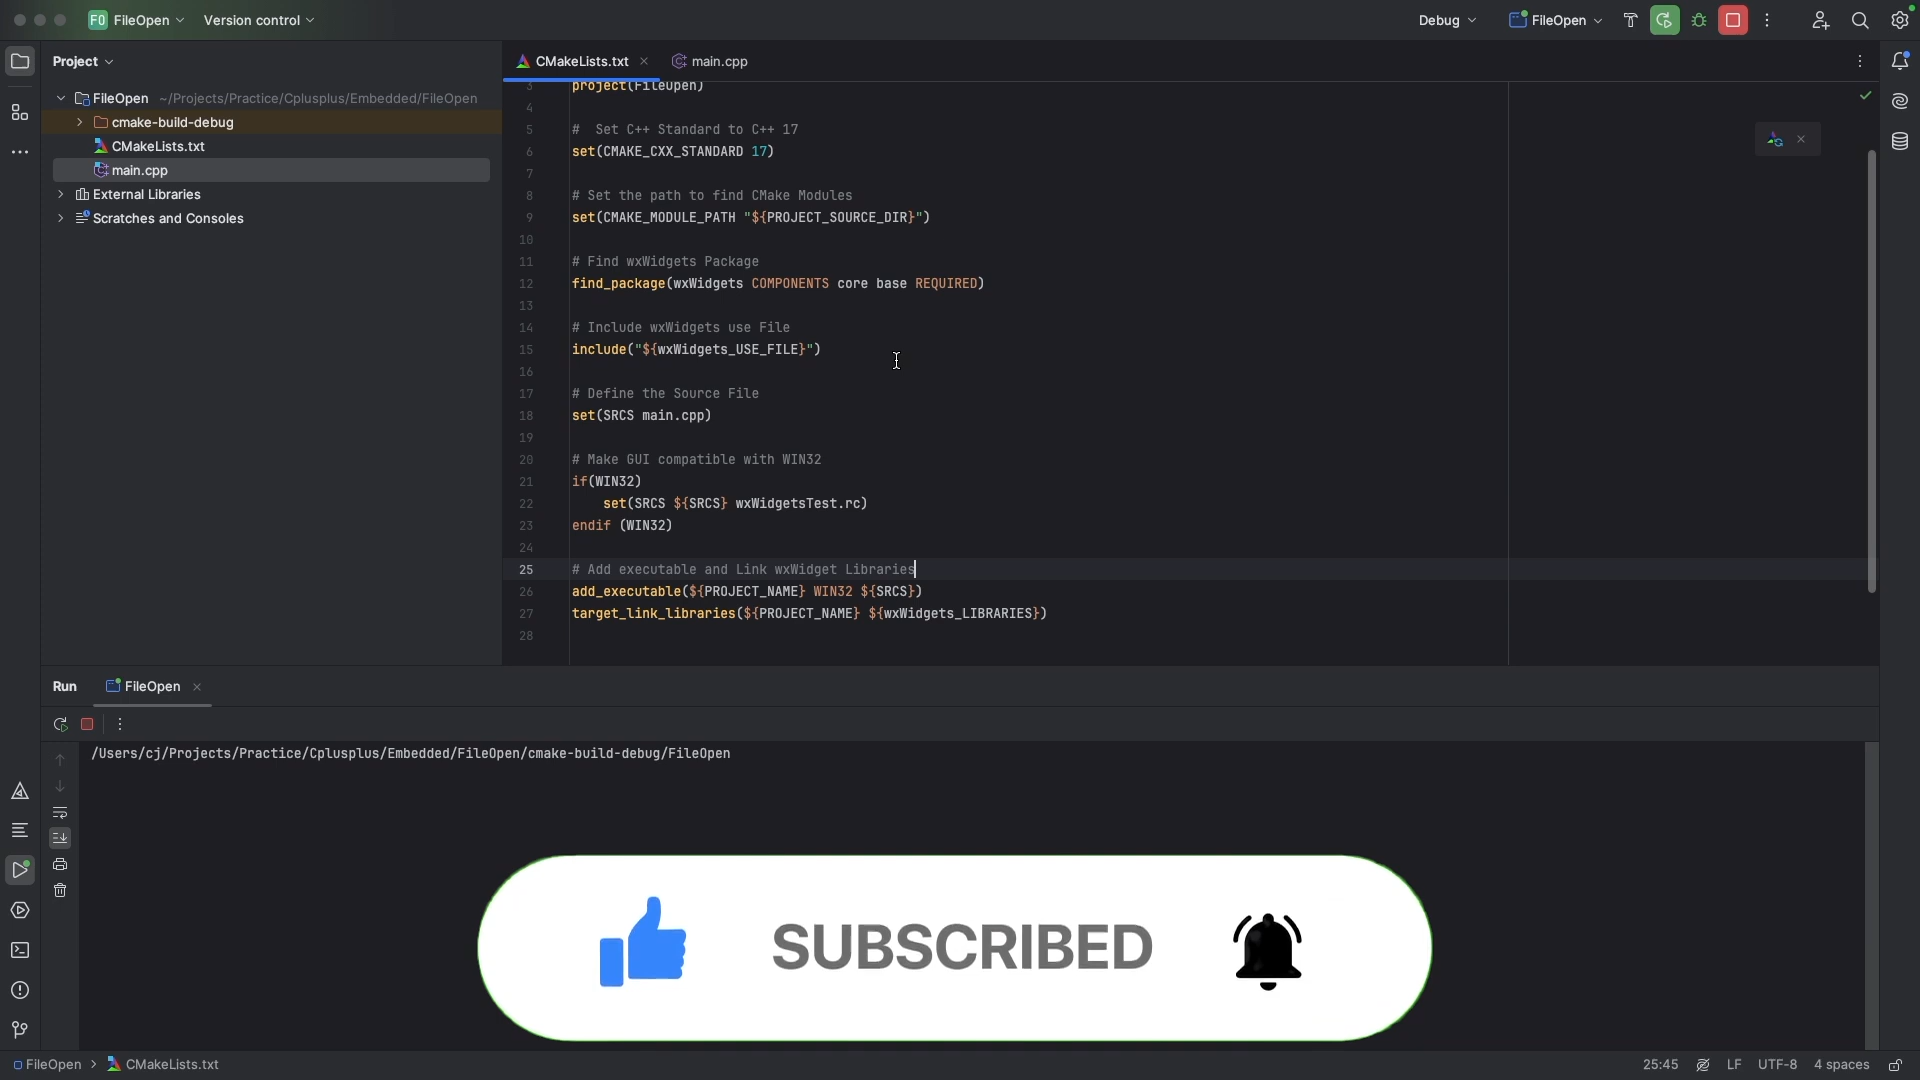 FO FileOpen Version control Debug FileOpen
Project
CMakeLists.txt main.cpp
FileOpen ~/Projects/Practice/Cplusplus/Embedded/FileOpen
cmake-build-debug
CMakeLists.txt
main.cpp
External Libraries
Scratches and Consoles
3 project(FileOpen)
4
5 #  Set C++ Standard to C++ 17
6 set(CMAKE_CXX_STANDARD 17)
7
8 # Set the path to find CMake Modules
9 set(CMAKE_MODULE_PATH "${PROJECT_SOURCE_DIR}")
10
11 # Find wxWidgets Package
12 find_package(wxWidgets COMPONENTS core base REQUIRED)
13
14 # Include wxWidgets use File
15 include("${wxWidgets_USE_FILE}")
16
17 # Define the Source File
18 set(SRCS main.cpp)
19
20 # Make GUI compatible with WIN32
21 if(WIN32)
22     set(SRCS ${SRCS} wxWidgetsTest.rc)
23 endif (WIN32)
24
25 # Add executable and Link wxWidget Libraries
26 add_executable(${PROJECT_NAME} WIN32 ${SRCS})
27 target_link_libraries(${PROJECT_NAME} ${wxWidgets_LIBRARIES})
28
Run FileOpen
/Users/cj/Projects/Practice/Cplusplus/Embedded/FileOpen/cmake-build-debug/FileOpen
SUBSCRIBED
FileOpen CMakeLists.txt 25:45 LF UTF-8 4 spaces